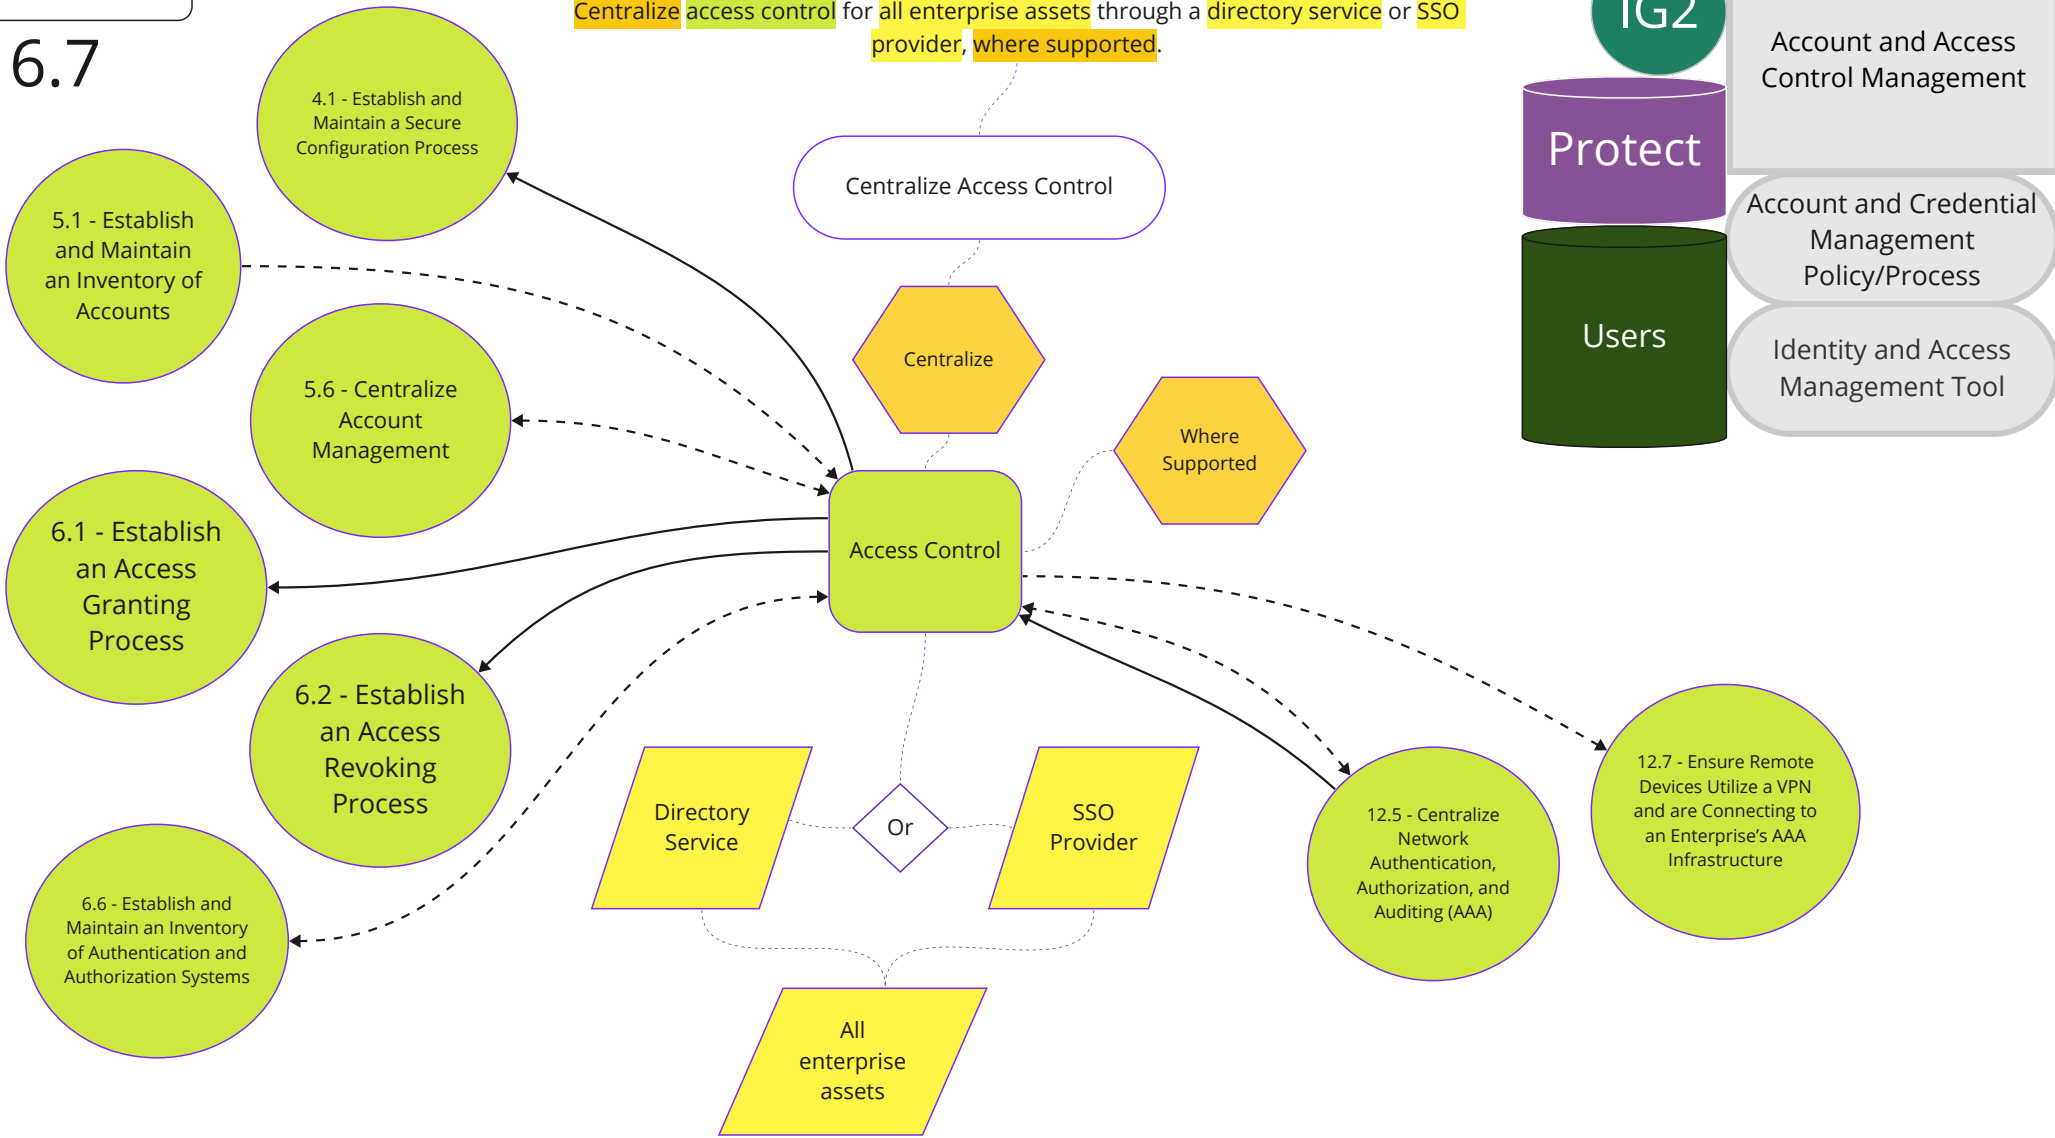 6.7
Centralize access control for all enterprise assets through a directory service or SSO
provider, where supported.
IG2
Account and Access
Control Management
Protect
Account and Credential
Management
Policy/Process
Users
Identity and Access
Management Tool
4.1 - Establish and
Maintain a Secure
Configuration Process
5.1 - Establish
and Maintain
an Inventory of
Accounts
5.6 - Centralize
Account
Management
6.1 - Establish
an Access
Granting
Process
6.2 - Establish
an Access
Revoking
Process
6.6 - Establish and
Maintain an Inventory
of Authentication and
Authorization Systems
Centralize Access Control
Centralize
Where
Supported
Access Control
Directory
Service
Or
SSO
Provider
All
enterprise
assets
12.5 - Centralize
Network
Authentication,
Authorization, and
Auditing (AAA)
12.7 - Ensure Remote
Devices Utilize a VPN
and are Connecting to
an Enterprise’s AAA
Infrastructure